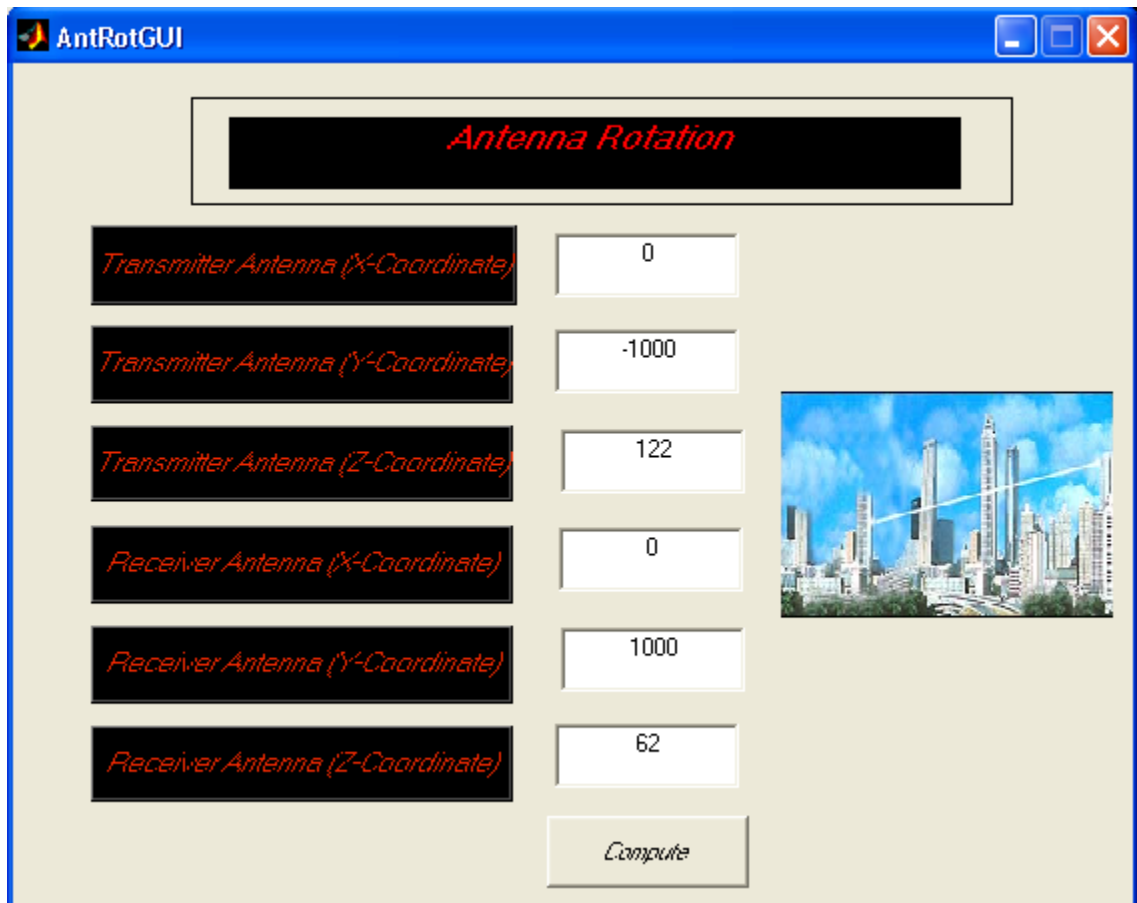 AntRotGUI
Antenna Rotation
Transmitter Antenna (X-Coordinate) 0
Transmitter Antenna (Y-Coordinate) -1000
Transmitter Antenna (Z-Coordinate) 122
Receiver Antenna (X-Coordinate) 0
Receiver Antenna (Y-Coordinate) 1000
Receiver Antenna (Z-Coordinate) 62
Compute